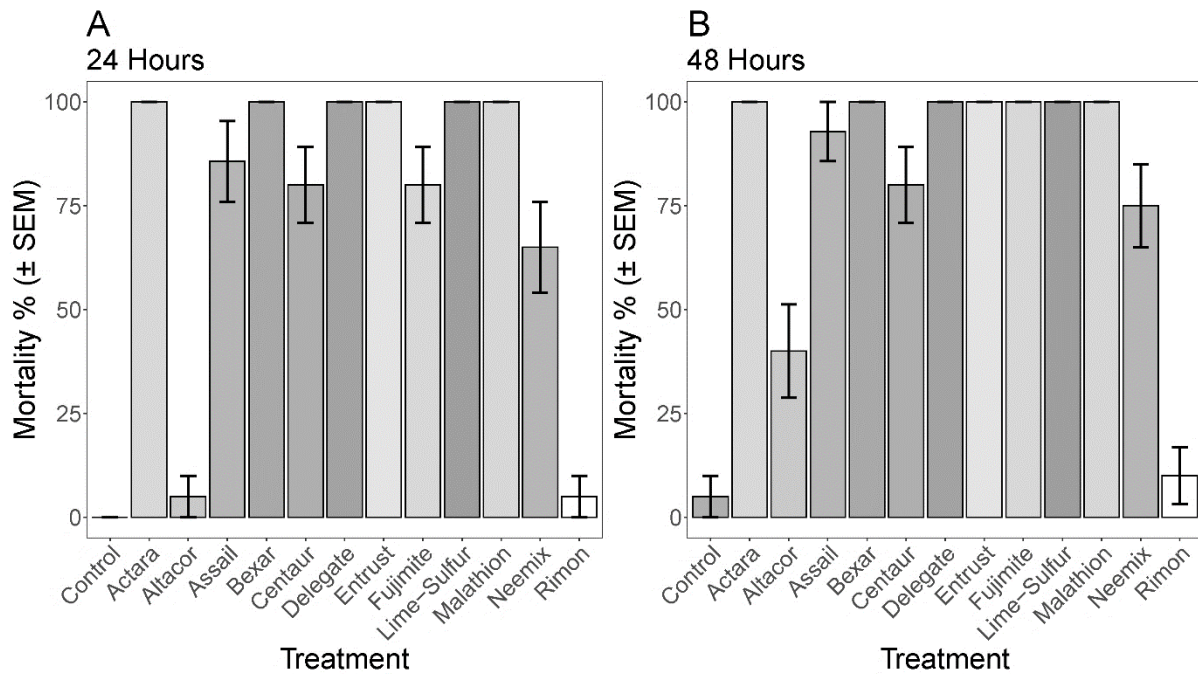 A
24 Hours
Mortality % (± SEM)
100
75
50
25
0
Control
Actara
Altacor
Assail
Bexar
Centaur
Delegate
Entrust
Fujimite
Lime-Sulfur
Malathion
Neemix
Rimon
Treatment
B
48 Hours
Mortality % (± SEM)
100
75
50
25
0
Control
Actara
Altacor
Assail
Bexar
Centaur
Delegate
Entrust
Fujimite
Lime-Sulfur
Malathion
Neemix
Rimon
Treatment